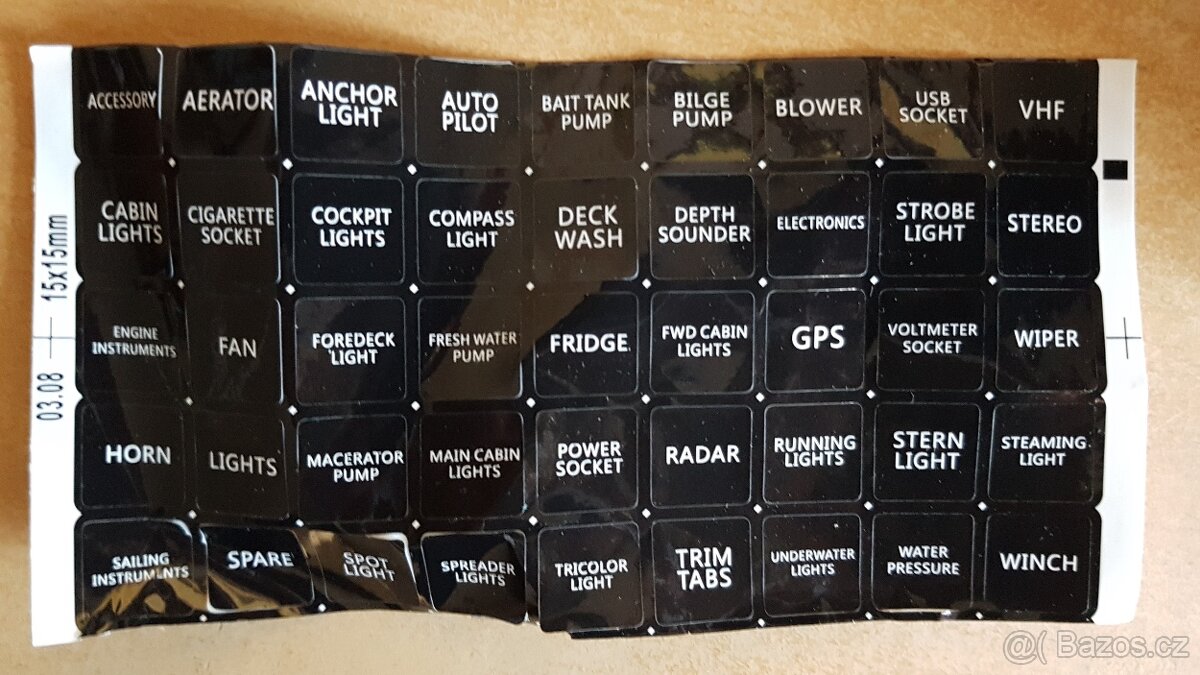 ACCESSORY
AERATOR
ANCHOR
LIGHT
AUTO
PILOT
BAIT TANK
PUMP
BILGE
PUMP
BLOWER
USB
SOCKET
VHF
CABIN
LIGHTS
CIGARETTE
SOCKET
COCKPIT
LIGHTS
COMPASS
LIGHT
DECK
WASH
DEPTH
SOUNDER
ELECTRONICS
STROBE
LIGHT
STEREO
ENGINE
INSTRUMENTS
FAN
FOREDECK
LIGHT
FRESH WATER
PUMP
FRIDGE
FWD CABIN
LIGHTS
GPS
VOLTMETER
SOCKET
WIPER
HORN
LIGHTS
MACERATOR
PUMP
MAIN CABIN
LIGHTS
POWER
SOCKET
RADAR
RUNNING
LIGHTS
STERN
LIGHT
STEAMING
LIGHT
SAILING
INSTRUMENTS
SPARE
SPOT
LIGHT
SPREADER
LIGHTS
TRICOLOR
LIGHT
TRIM
TABS
UNDERWATER
LIGHTS
WATER
PRESSURE
WINCH
03.08 15x15mm
@( Bazos.cz